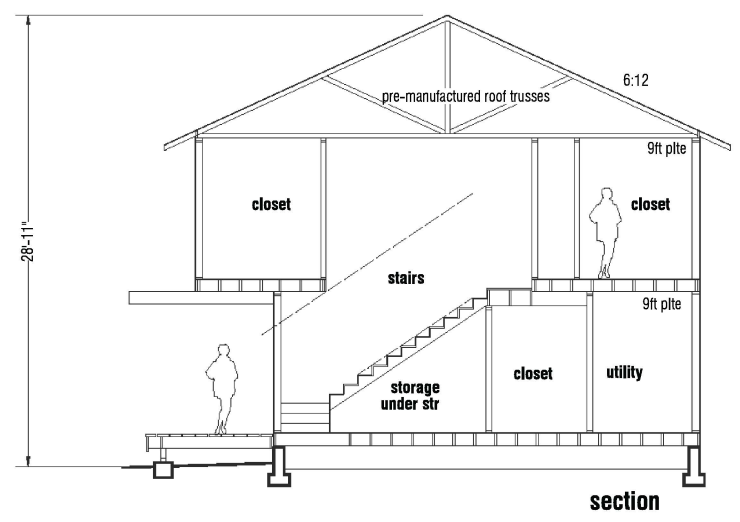 6:12
pre-manufactured roof trusses
9ft plte
closet
closet
28'-11"
stairs
9ft plte
storage
under str
closet
utility
section